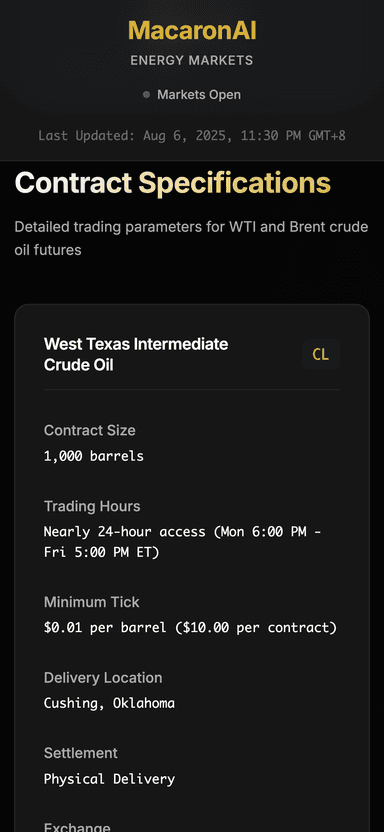 MacaronAI
ENERGY MARKETS
Markets Open
Last Updated: Aug 6, 2025, 11:30 PM GMT+8
Contract Specifications
Detailed trading parameters for WTI and Brent crude
oil futures
West Texas Intermediate
Crude Oil
CL
Contract Size
1,000 barrels
Trading Hours
Nearly 24-hour access (Mon 6:00 PM -
Fri 5:00 PM ET)
Minimum Tick
$0.01 per barrel ($10.00 per contract)
Delivery Location
Cushing, Oklahoma
Settlement
Physical Delivery
Exchange